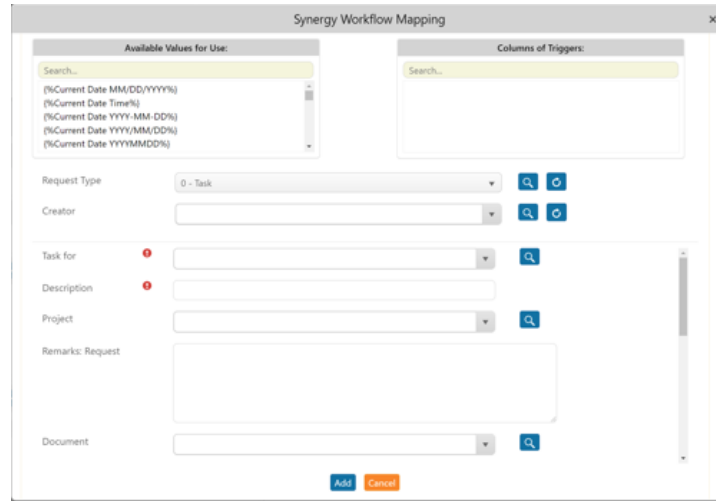 Synergy Workflow Mapping
×
Available Values for Use:
Columns of Triggers:
Search...
Search...
(%Current Date MM/DD/YYYY%)
(%Current Date Time%)
(%Current Date YYYY-MM-DD%)
(%Current Date YYYY/MM/DD%)
(%Current Date YYYYMMDD%)
Request Type
0 - Task
Creator
Task for
Description
Project
Remarks: Request
Document
Add Cancel